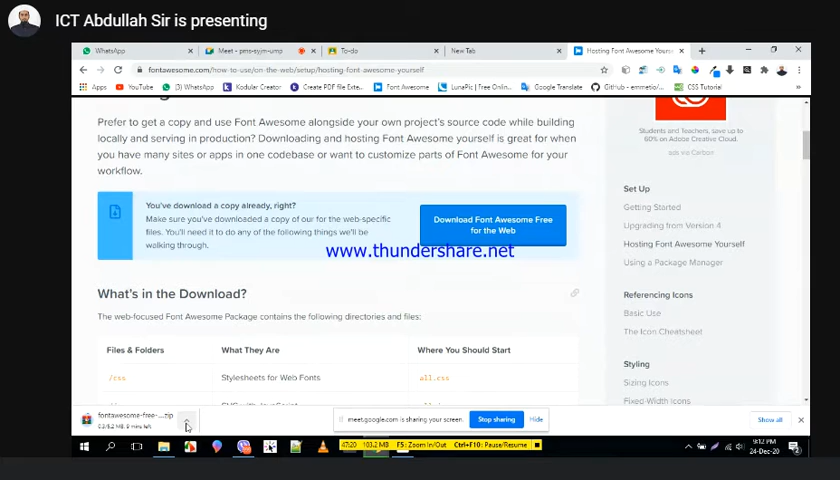 ICT Abdullah Sir is presenting
WhatsApp
Meet - pms-syjm-ump
To-do
New Tab
Hosting Font Awesome Yourse
fontawesome.com/how-to-use/on-the-web/setup/hosting-font-awesome-yourself
Apps
YouTube
(3) WhatsApp
Kodular Creator
Create PDF file Exte...
Font Awesome
LunaPic | Free Onlin...
Google Translate
Github - emmetio/...
CSS Tutorial
Prefer to get a copy and use Font Awesome alongside your own project's source code while building
locally and serving in production? Downloading and hosting Font Awesome yourself is great for when
you have many sites or apps in one codebase or want to customize parts of Font Awesome for your
workflow.
You've download a copy already, right?
Make sure you've downloaded a copy of our for the web-specific
files. You'll need it to do any of the following things we'll be
walking through.
Download Font Awesome Free
for the Web
www.thundershare.net
What's in the Download?
The web-focused Font Awesome Package contains the following directories and files:
Files & Folders
What They Are
Where You Should Start
/css
Stylesheets for Web Fonts
all.css
Students and Teachers, save up to
60% on Adobe Creative Cloud.
ads via Carbon
Set Up
Getting Started
Upgrading from Version 4
Hosting Font Awesome Yourself
Using a Package Manager
Referencing Icons
Basic Use
The Icon Cheatsheet
Styling
Sizing Icons
Fixed-Width Icons
fontawesome-free-....zip
meet.google.com is sharing your screen.
Stop sharing
Hide
Show all
47:20 103.2 MB F5: Zoom In/Out Ctrl+F10: Pause/Resume
9:12 PM
24-Dec-20